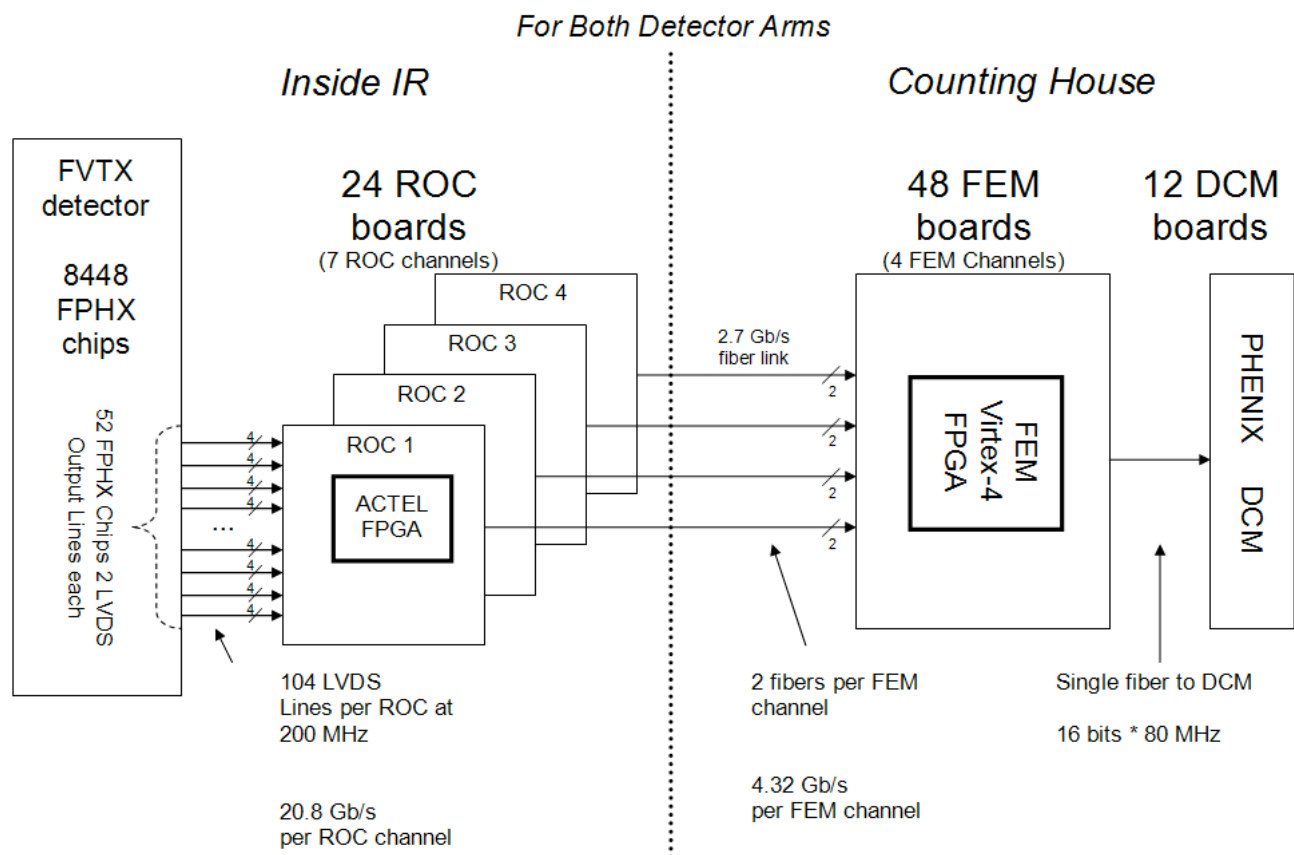 For Both Detector Arms
Inside IR
Counting House
FVTX
detector
8448
FPHX
chips
52 FPHX Chips 2 LVDS
Output Lines each
24 ROC
boards
(7 ROC channels)
ROC 4
ROC 3
ROC 2
ROC 1
ACTEL
FPGA
4
4
4
4
...
4
4
4
4
104 LVDS
Lines per ROC at
200 MHz
20.8 Gb/s
per ROC channel
2.7 Gb/s
fiber link
2
2
2
2
48 FEM
boards
(4 FEM Channels)
FEM
Virtex-4
FPGA
2 fibers per FEM
channel
4.32 Gb/s
per FEM channel
12 DCM
boards
PHENIX DCM
Single fiber to DCM
16 bits * 80 MHz